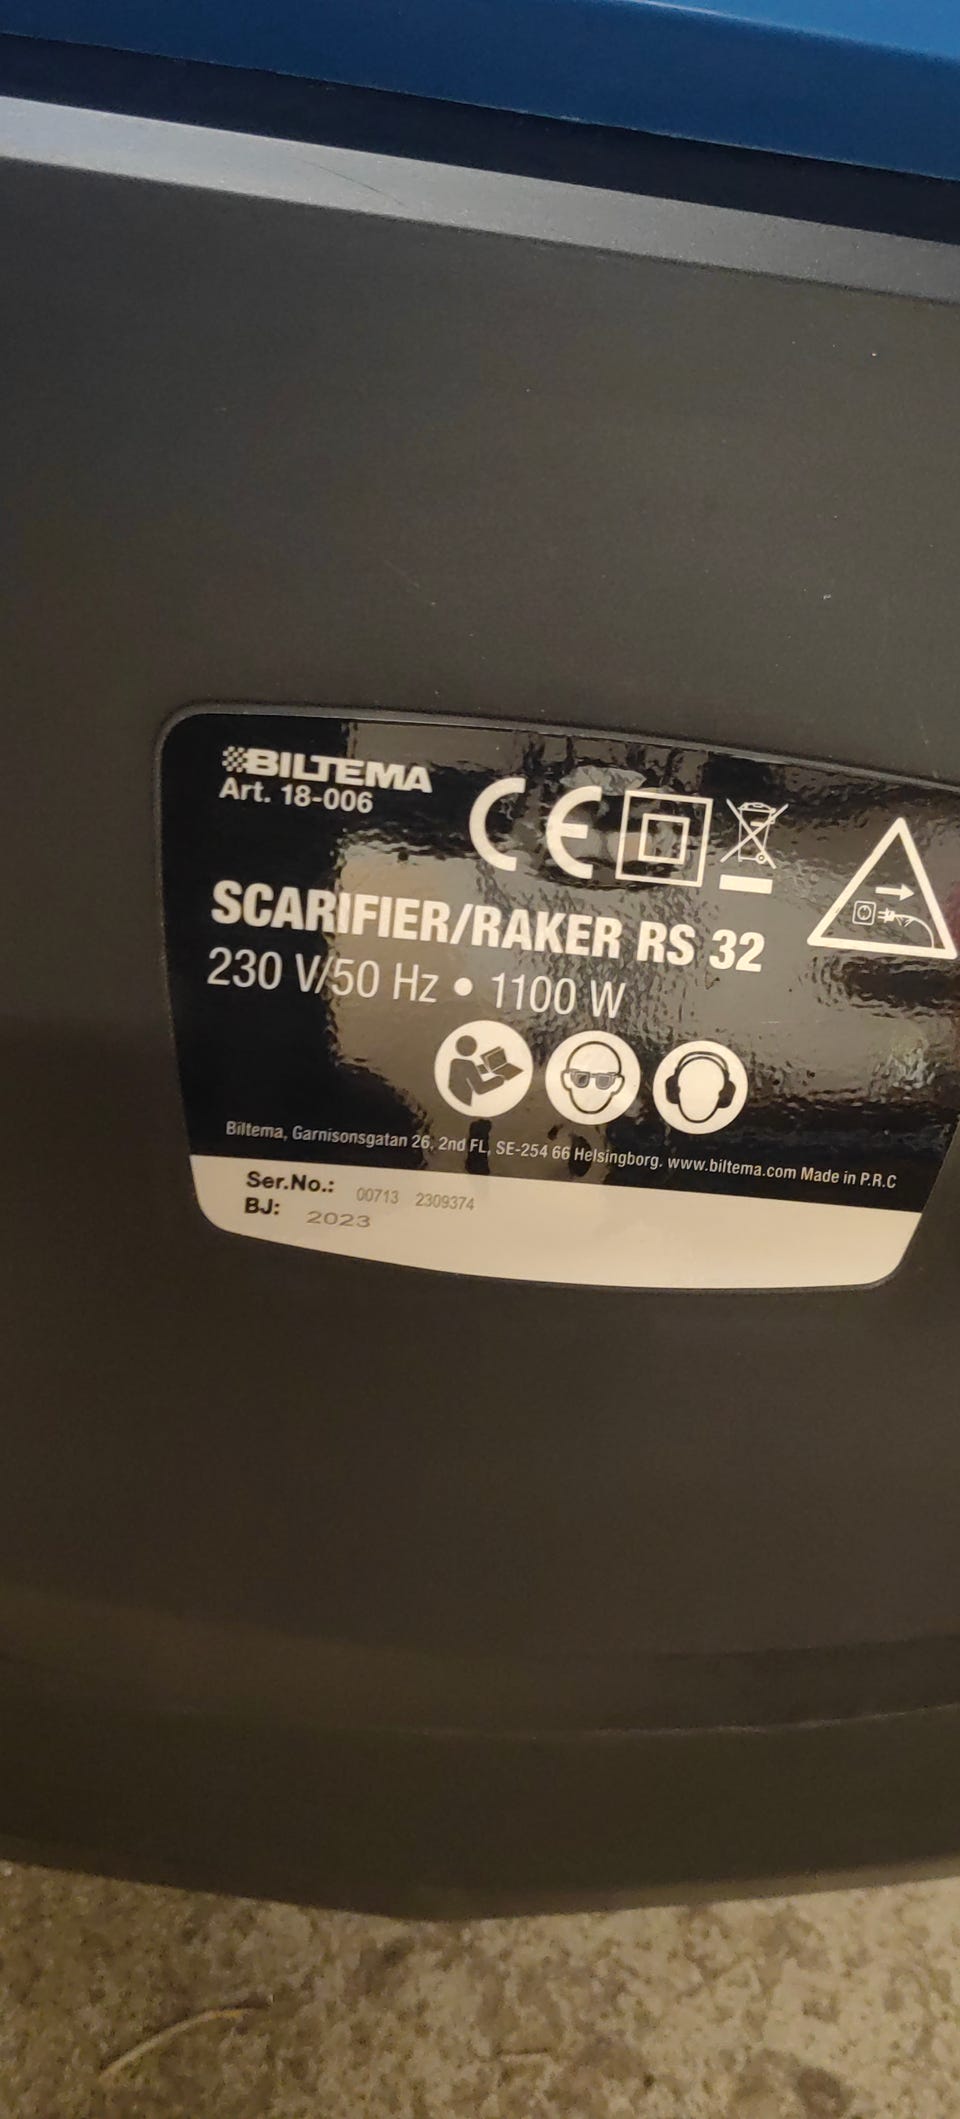 BILTEMA
Art. 18-006
CE
SCARIFIER/RAKER RS 32
230 V/50 Hz • 1100 W
Biltema, Garnisonsgatan 26, 2nd FL, SE-254 66 Helsingborg. www.biltema.com Made in P.R.C
Ser.No.: 00713 2309374
BJ: 2023